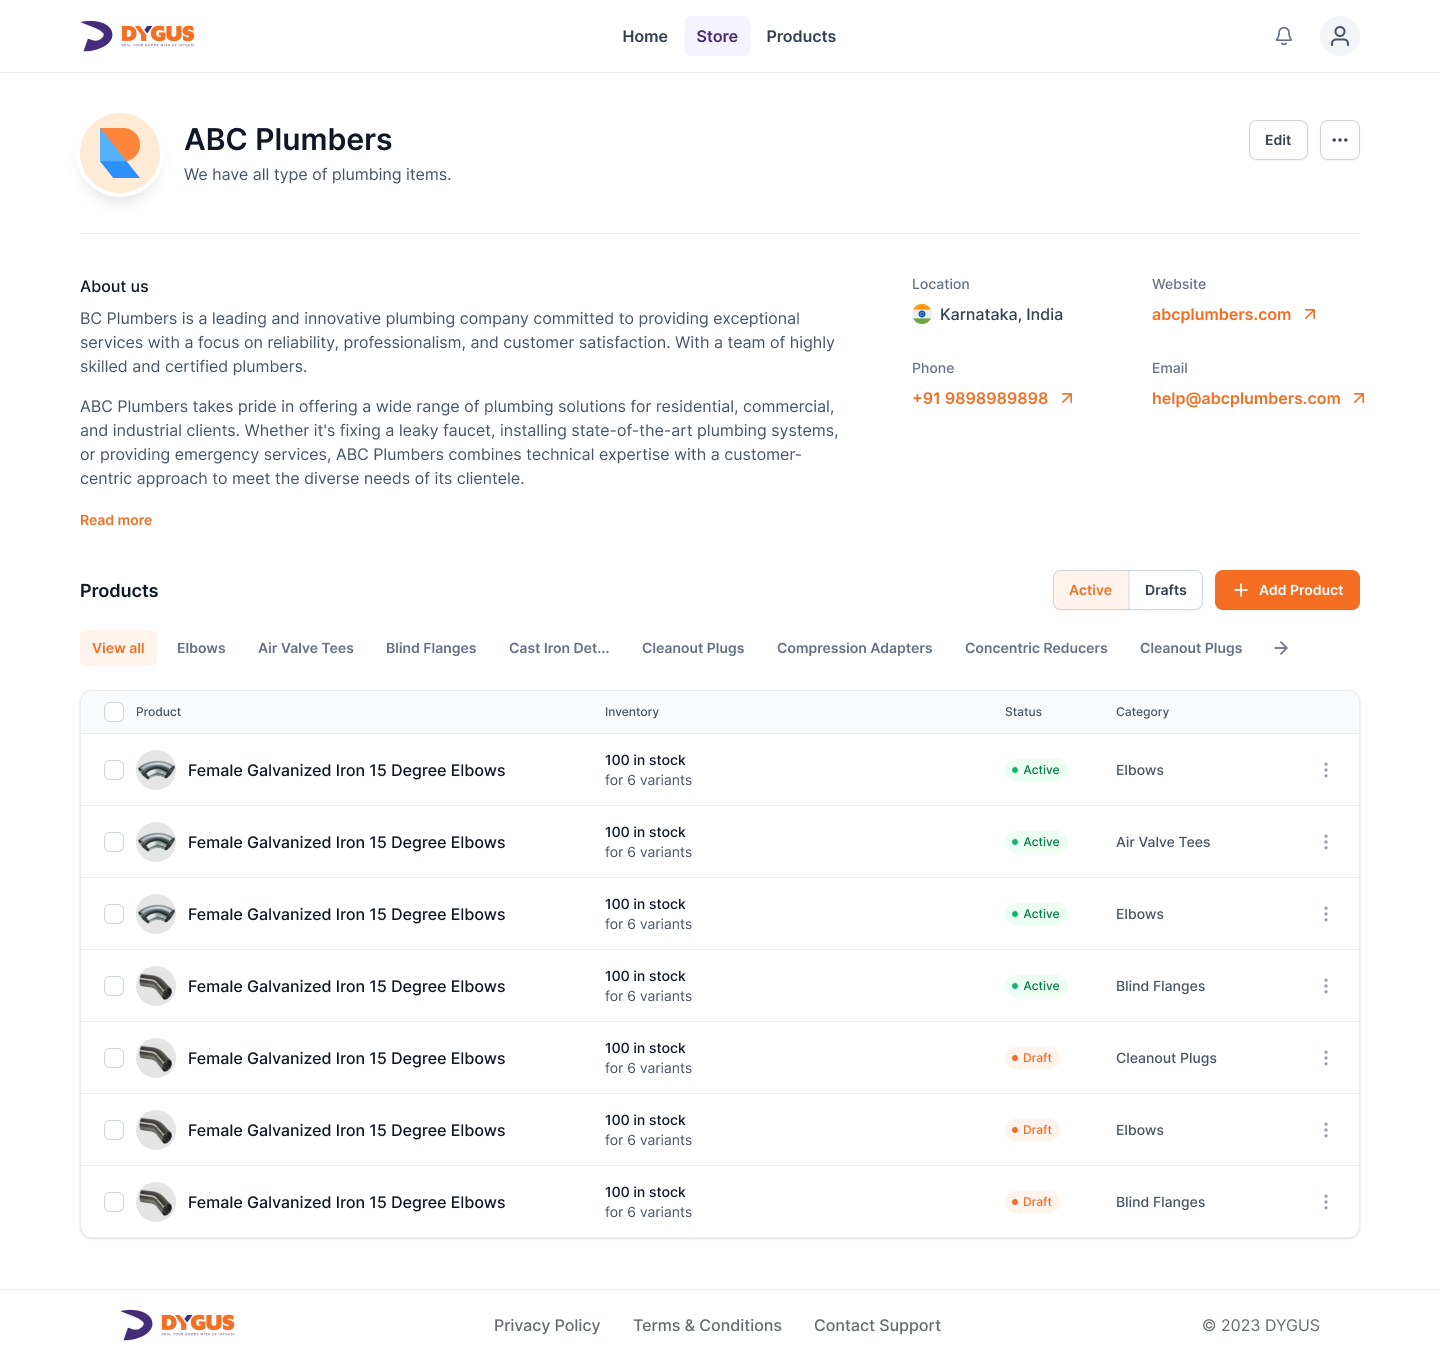 DYGUS
Home Store Products
ABC Plumbers
We have all type of plumbing items.
Edit
About us
BC Plumbers is a leading and innovative plumbing company committed to providing exceptional
services with a focus on reliability, professionalism, and customer satisfaction. With a team of highly
skilled and certified plumbers.
ABC Plumbers takes pride in offering a wide range of plumbing solutions for residential, commercial,
and industrial clients. Whether it's fixing a leaky faucet, installing state-of-the-art plumbing systems,
or providing emergency services, ABC Plumbers combines technical expertise with a customer-
centric approach to meet the diverse needs of its clientele.
Read more
Location
Karnataka, India
Website
abcplumbers.com
Phone
+91 9898989898
Email
help@abcplumbers.com
Products
Active Drafts + Add Product
View all Elbows Air Valve Tees Blind Flanges Cast Iron Det... Cleanout Plugs Compression Adapters Concentric Reducers Cleanout Plugs
Product Inventory Status Category
Female Galvanized Iron 15 Degree Elbows
100 in stock
for 6 variants
Active
Elbows
Female Galvanized Iron 15 Degree Elbows
100 in stock
for 6 variants
Active
Air Valve Tees
Female Galvanized Iron 15 Degree Elbows
100 in stock
for 6 variants
Active
Elbows
Female Galvanized Iron 15 Degree Elbows
100 in stock
for 6 variants
Active
Blind Flanges
Female Galvanized Iron 15 Degree Elbows
100 in stock
for 6 variants
Draft
Cleanout Plugs
Female Galvanized Iron 15 Degree Elbows
100 in stock
for 6 variants
Draft
Elbows
Female Galvanized Iron 15 Degree Elbows
100 in stock
for 6 variants
Draft
Blind Flanges
DYGUS
Privacy Policy Terms & Conditions Contact Support
© 2023 DYGUS